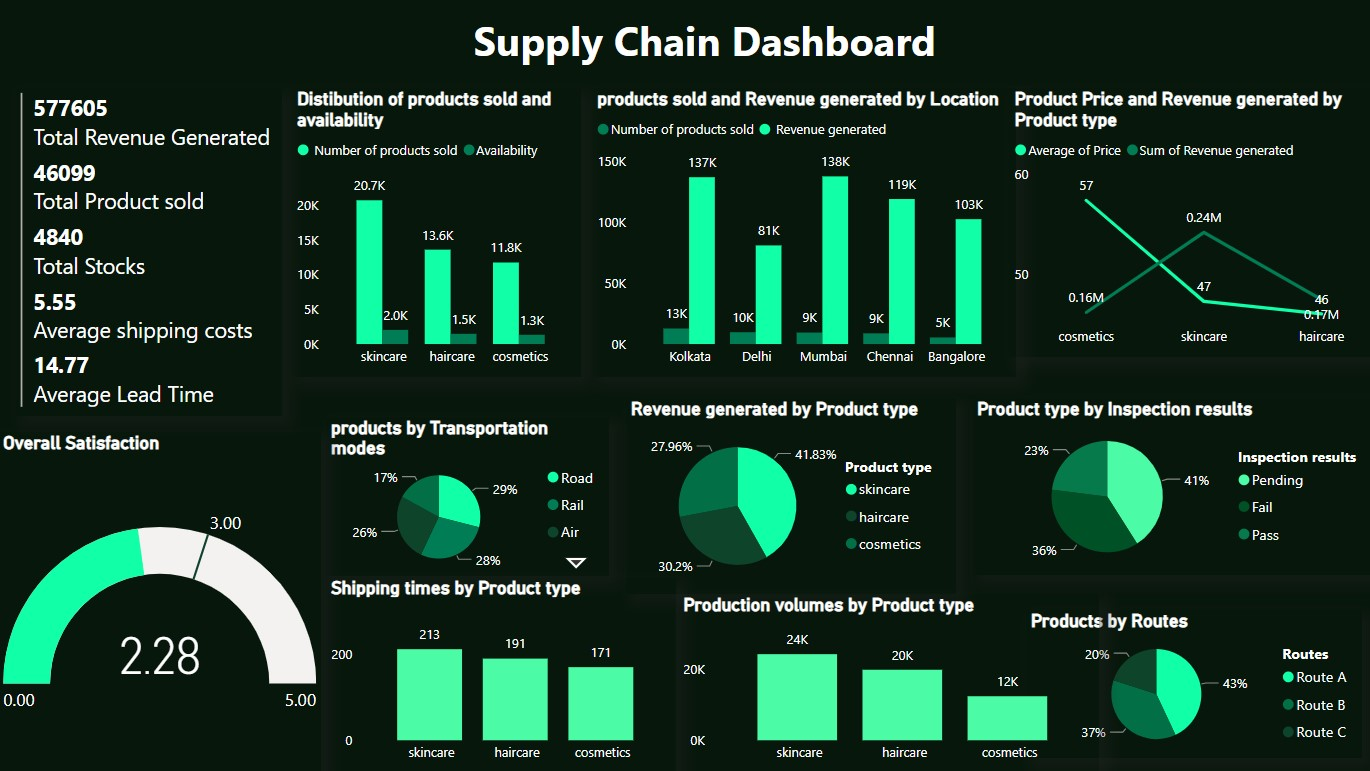 Supply Chain Dashboard
577605
Total Revenue Generated
46099
Total Product sold
4840
Total Stocks
5.55
Average shipping costs
14.77
Average Lead Time
Distibution of products sold and
availability
Number of products sold Availability
20K
15K
10K
5K
0K
20.7K
2.0K
13.6K
1.5K
11.8K
1.3K
skincare haircare cosmetics
products sold and Revenue generated by Location
Number of products sold Revenue generated
150K
100K
50K
0K
13K
137K
10K
81K
9K
138K
9K
119K
5K
103K
Kolkata Delhi Mumbai Chennai Bangalore
Product Price and Revenue generated by
Product type
Average of Price Sum of Revenue generated
60
50
57
0.24M
0.16M
47
46
0.17M
cosmetics skincare haircare
Overall Satisfaction
3.00
2.28
0.00
5.00
products by Transportation
modes
17%
29%
26%
28%
Road
Rail
Air
Revenue generated by Product type
27.96%
41.83%
30.2%
Product type
skincare
haircare
cosmetics
Product type by Inspection results
23%
41%
36%
Inspection results
Pending
Fail
Pass
Shipping times by Product type
200
0
213
191
171
skincare haircare cosmetics
Production volumes by Product type
20K
0K
24K
20K
12K
skincare haircare cosmetics
Products by Routes
20%
43%
37%
Routes
Route A
Route B
Route C